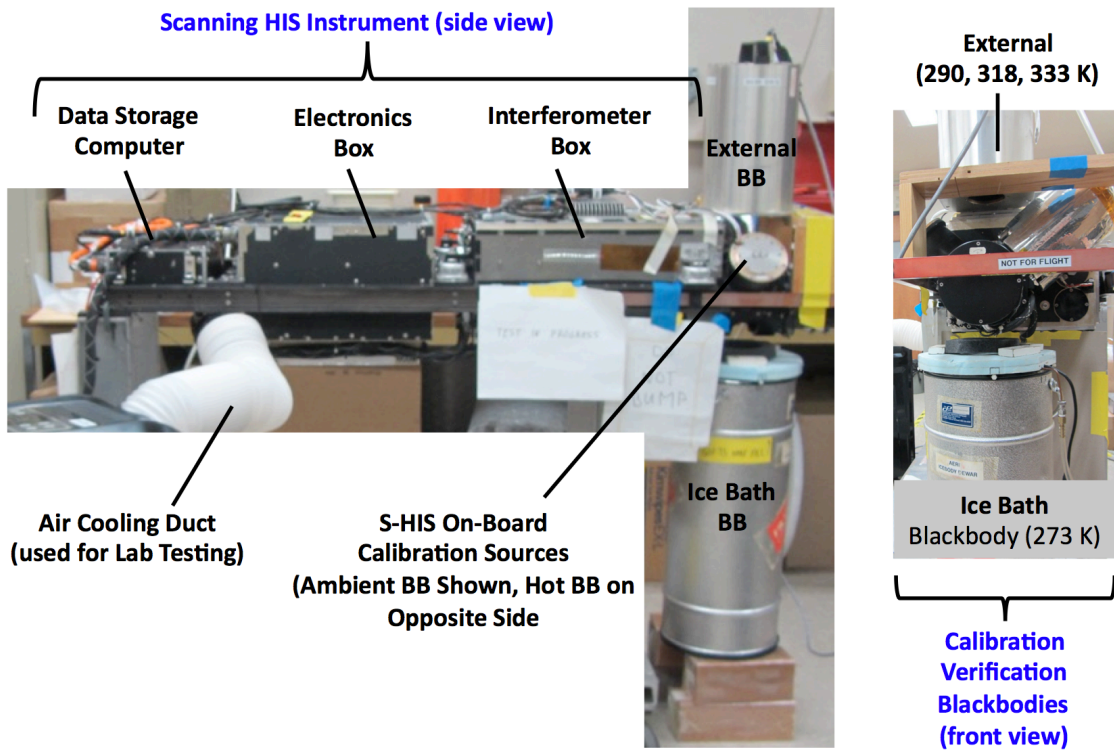 Scanning HIS Instrument (side view)
Data Storage
Computer
Electronics
Box
Interferometer
Box
External
BB
Air Cooling Duct
(used for Lab Testing)
S-HIS On-Board
Calibration Sources
(Ambient BB Shown, Hot BB on
Opposite Side
Ice Bath
BB
TEST IN PROGRESS
NOT
BUMP
External
(290, 318, 333 K)
NOT FOR FLIGHT
Ice Bath
Blackbody (273 K)
Calibration
Verification
Blackbodies
(front view)